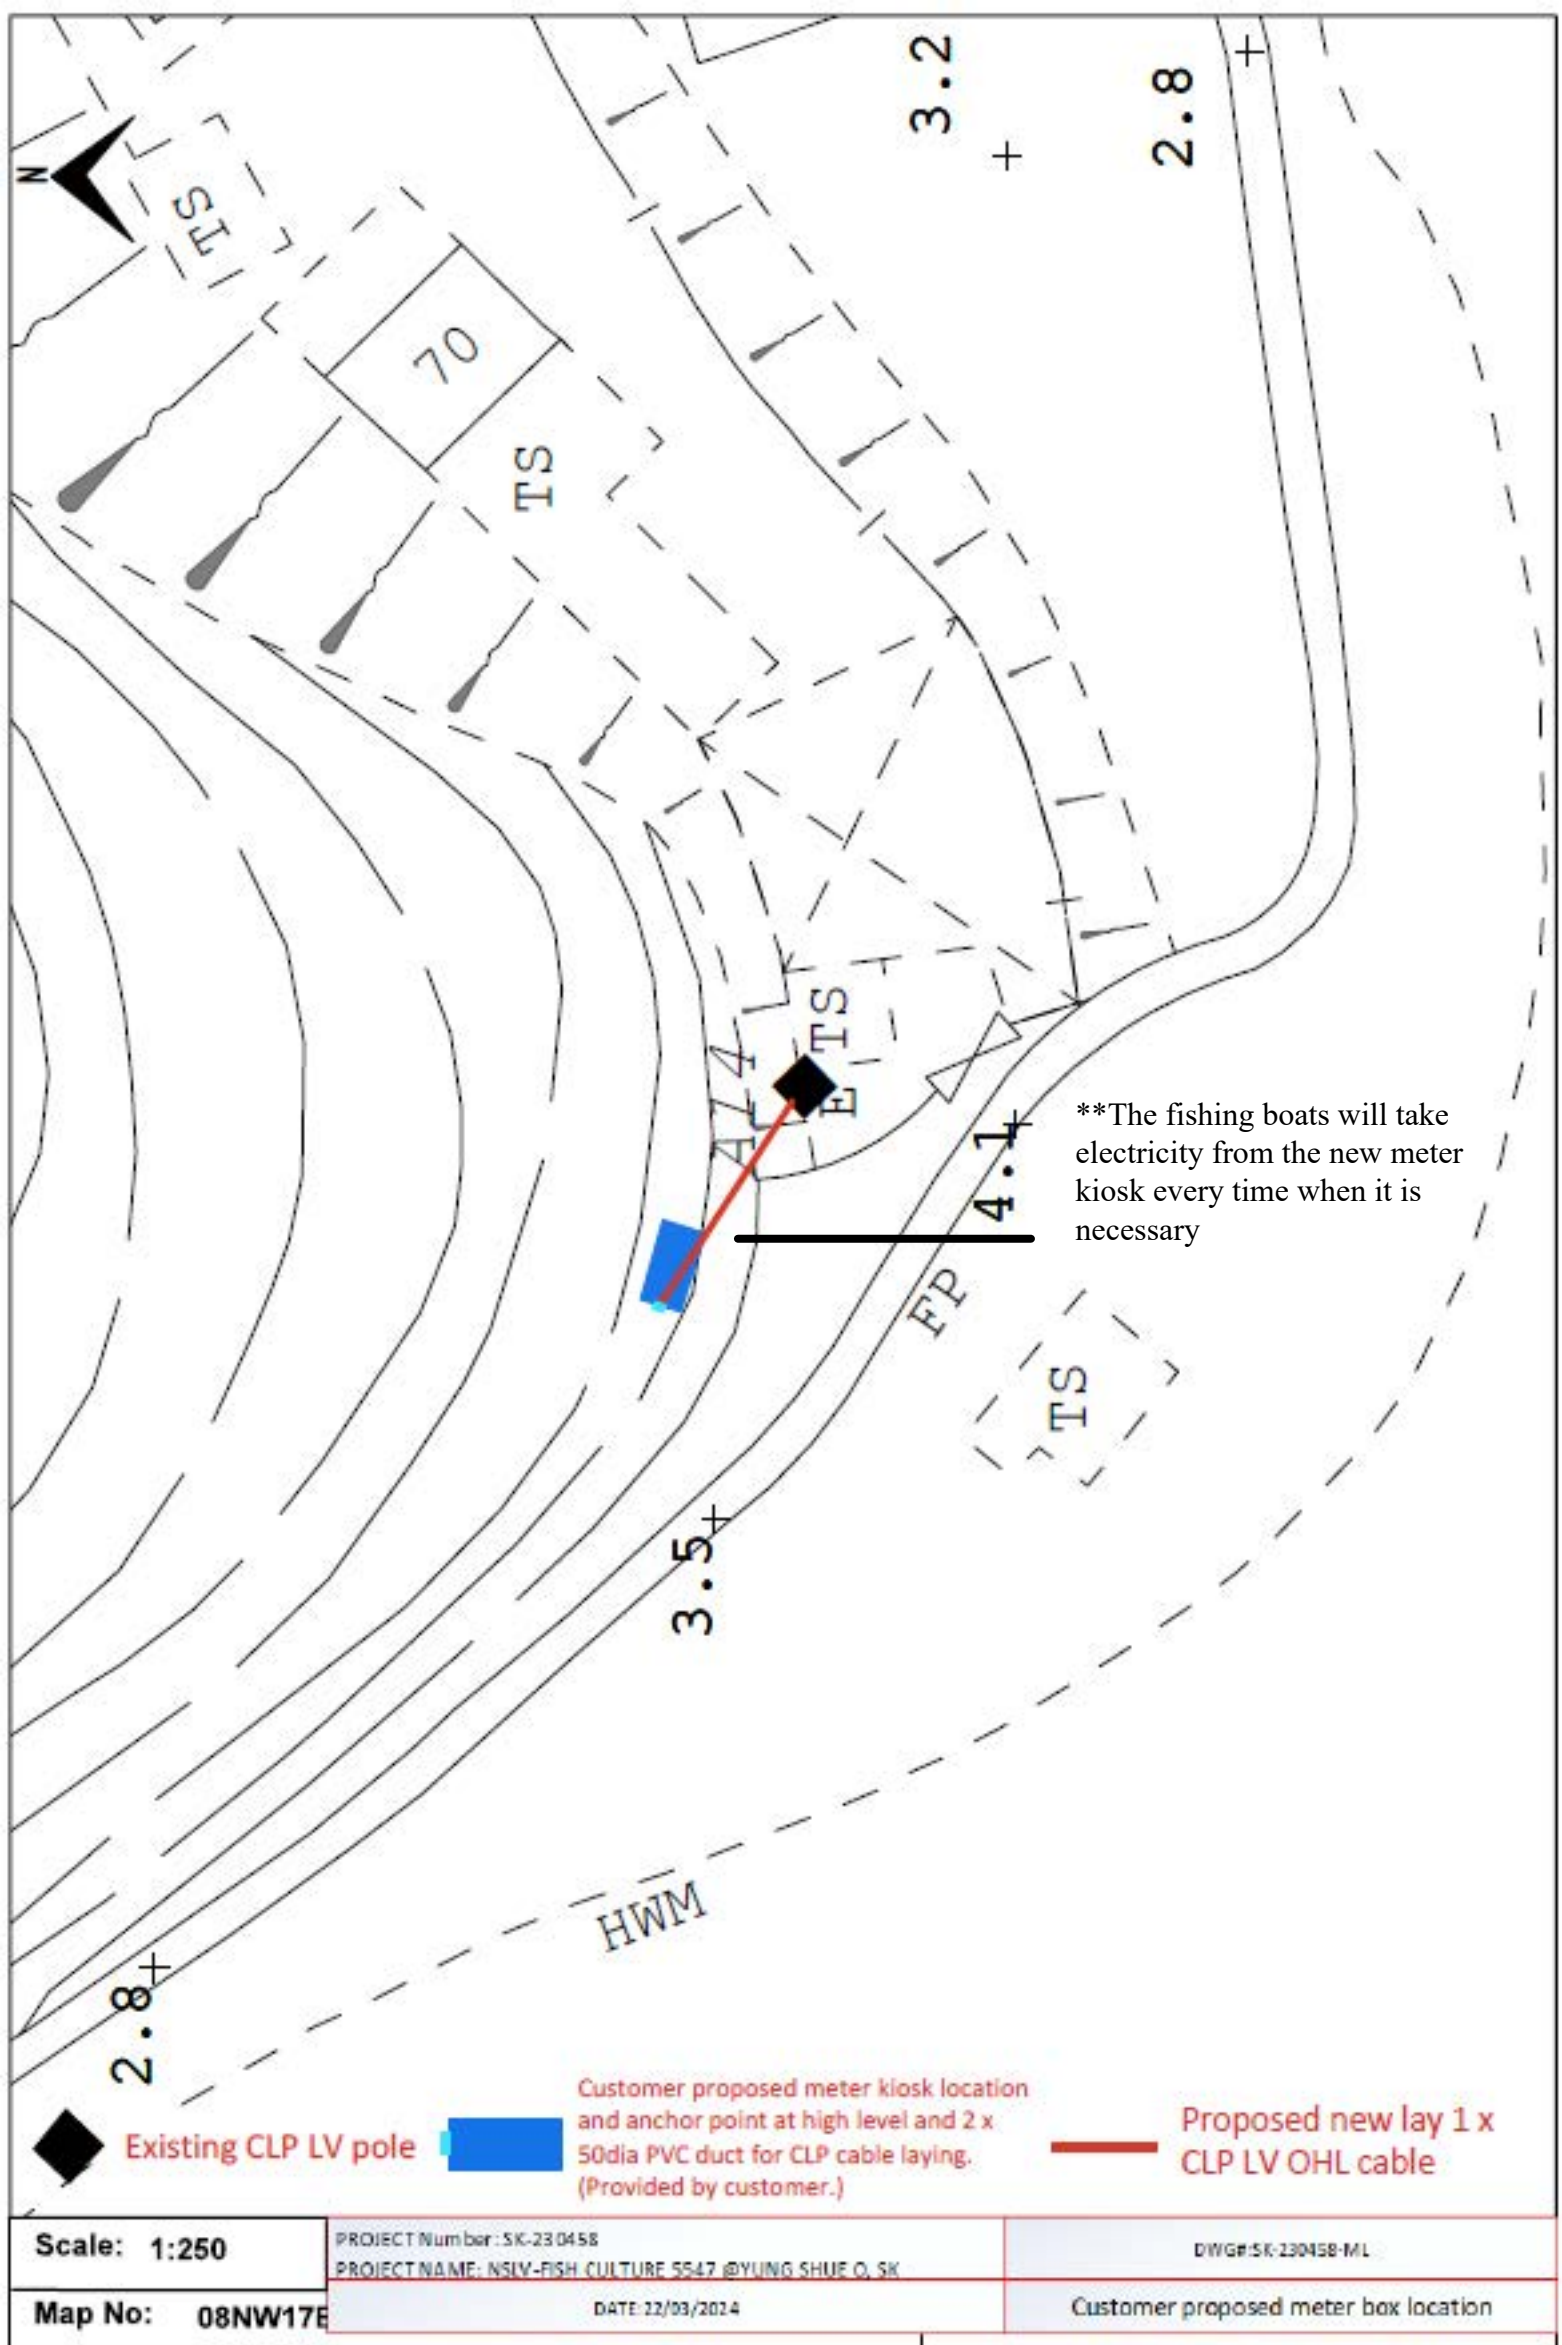 3.2
2.8
N
TS
70
TS
TS
E
A74
4.1
**The fishing boats will take
electricity from the new meter
kiosk every time when it is
necessary
FP
TS
3.5
HWM
2.8
Existing CLP LV pole
Customer proposed meter kiosk location
and anchor point at high level and 2 x
50dia PVC duct for CLP cable laying.
(Provided by customer.)
Proposed new lay 1 x
CLP LV OHL cable
Scale: 1:250
PROJECT Number: SK-230458
PROJECT NAME: NSLV-FISH CULTURE 5547 @YUNG SHUE O, SK
DWG#:SK-230458-ML
Map No: 08NW17E
DATE: 22/03/2024
Customer proposed meter box location